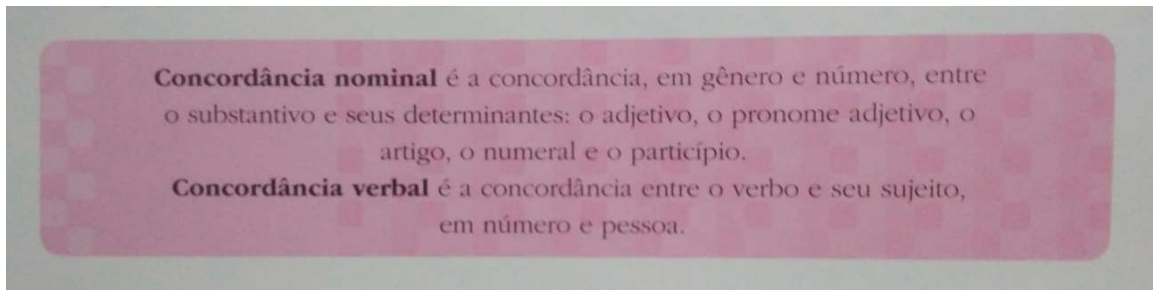 Concordância nominal é a concordância, em gênero e número, entre
o substantivo e seus determinantes: o adjetivo, o pronome adjetivo, o
artigo, o numeral e o particípio.
Concordância verbal é a concordância entre o verbo e seu sujeito,
em número e pessoa.